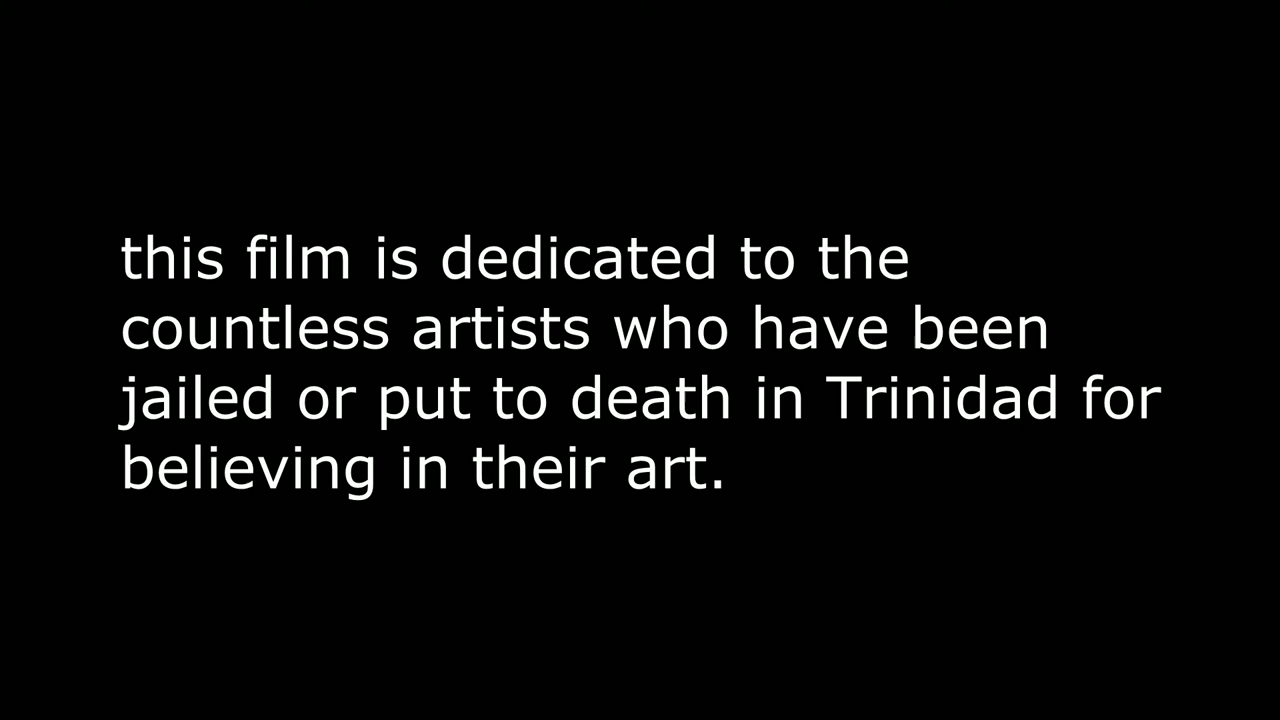 this film is dedicated to the
countless artists who have been
jailed or put to death in Trinidad for
believing in their art.